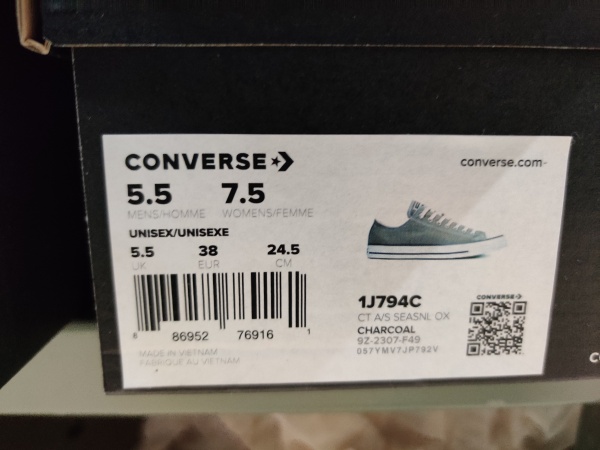 CONVERSE
converse.com
5.5 7.5
MENS/HOMME WOMENS/FEMME
UNISEX/UNISEXE
5.5 38 24.5
UK EUR CM
6 86952 76916 1
MADE IN VIETNAM
FABRIQUÉ AU VIETNAM
1J794C
CT A/S SEASNL OX
CHARCOAL
9Z-2307-F49
057YMV7JP792V
CONVERSE